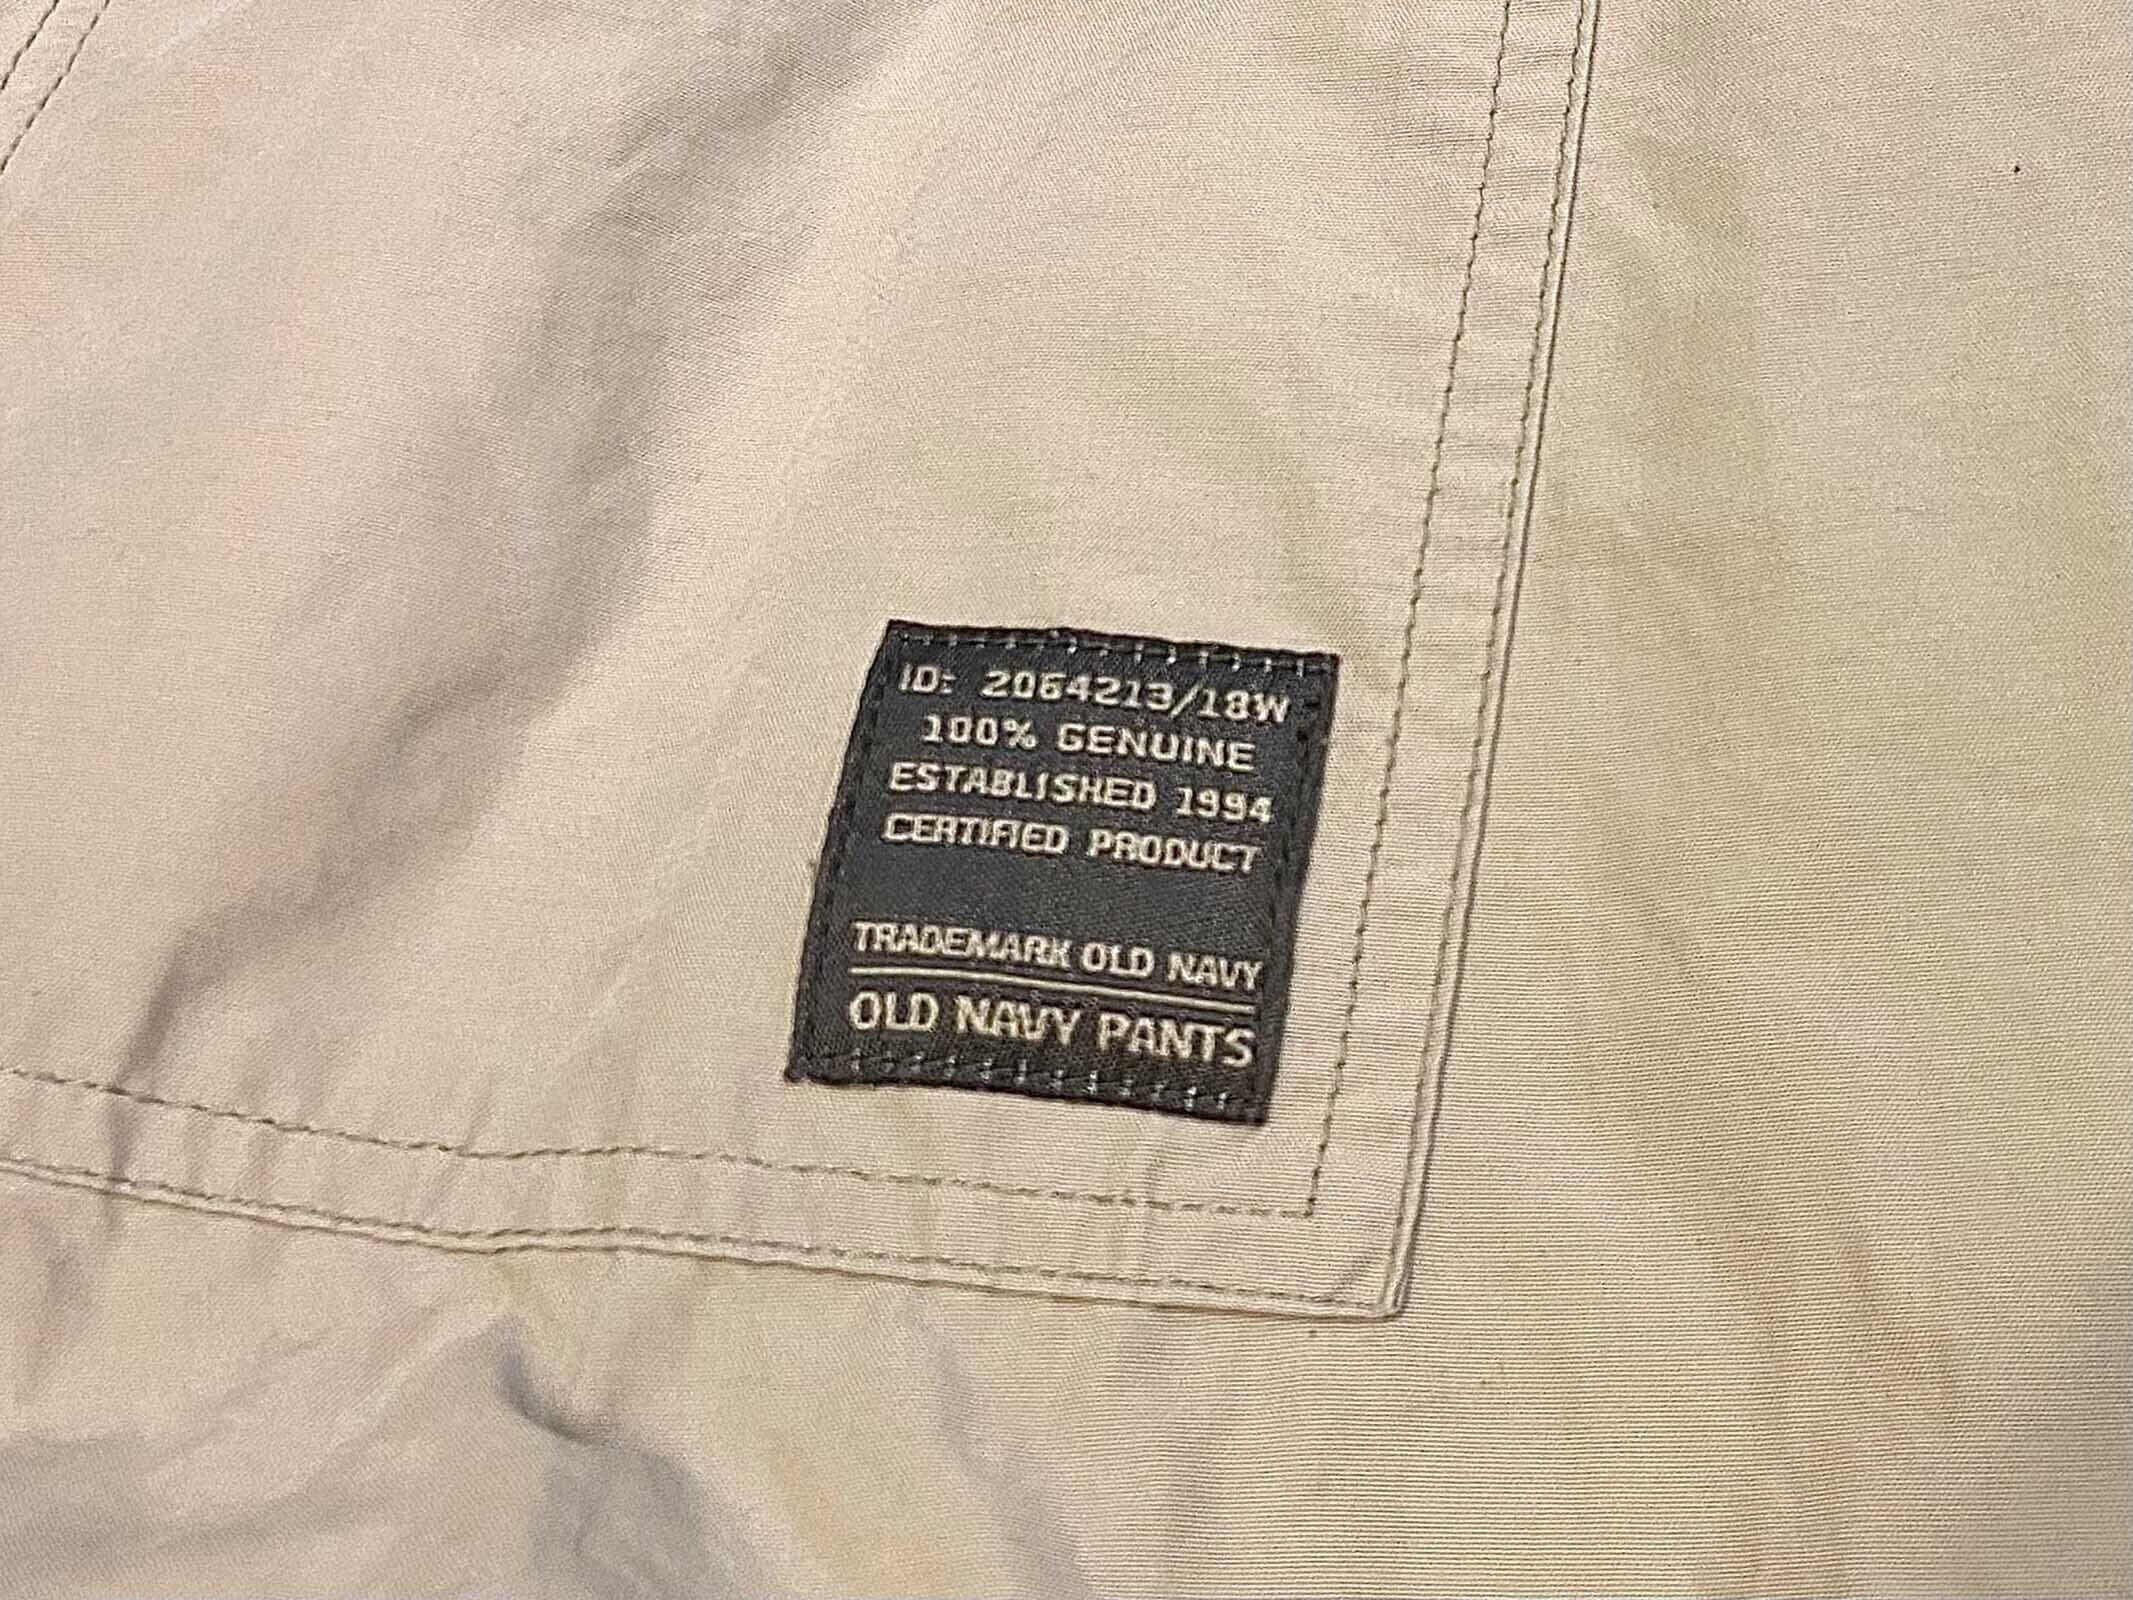 ID: 2064213/18W
100% GENUINE
ESTABLISHED 1994
CERTIFIED PRODUCT
TRADEMARK OLD NAVY
OLD NAVY PANTS